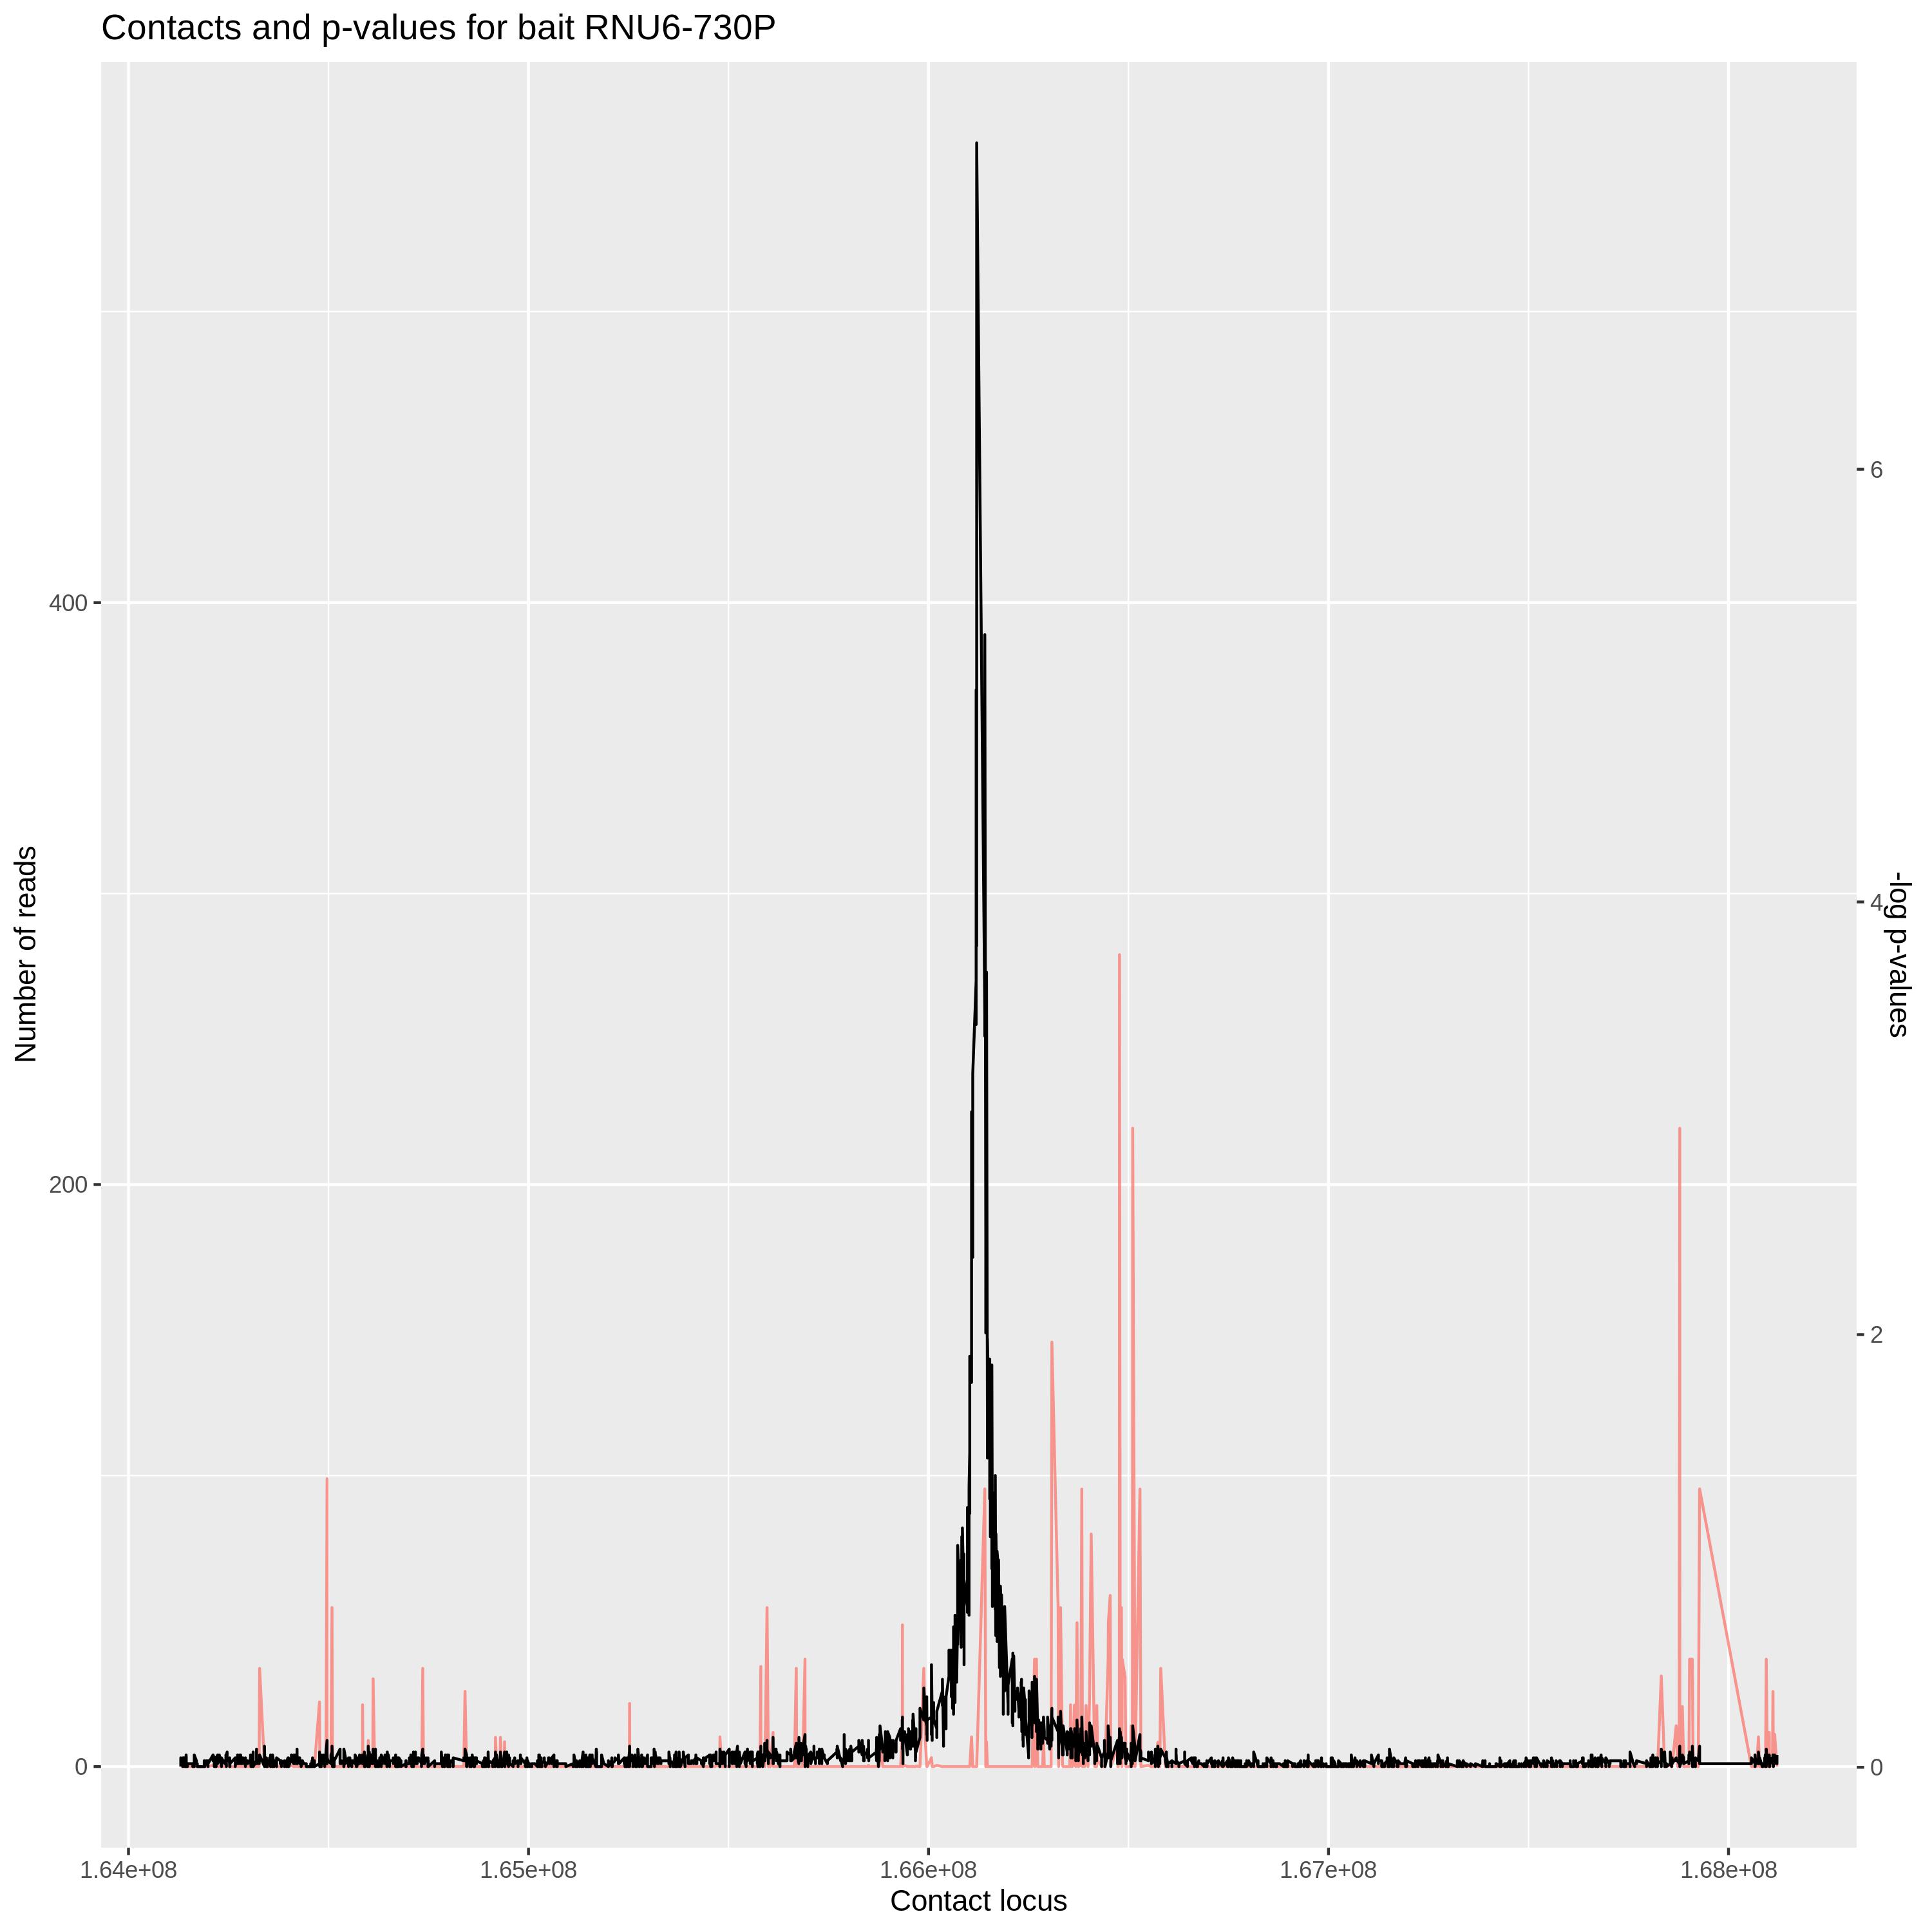 Contacts and p-values for bait RNU6-730P
Number of reads
400
200
0
6
4
2
0
-log p-values
1.64e+08 1.65e+08 1.66e+08 1.67e+08 1.68e+08
Contact locus